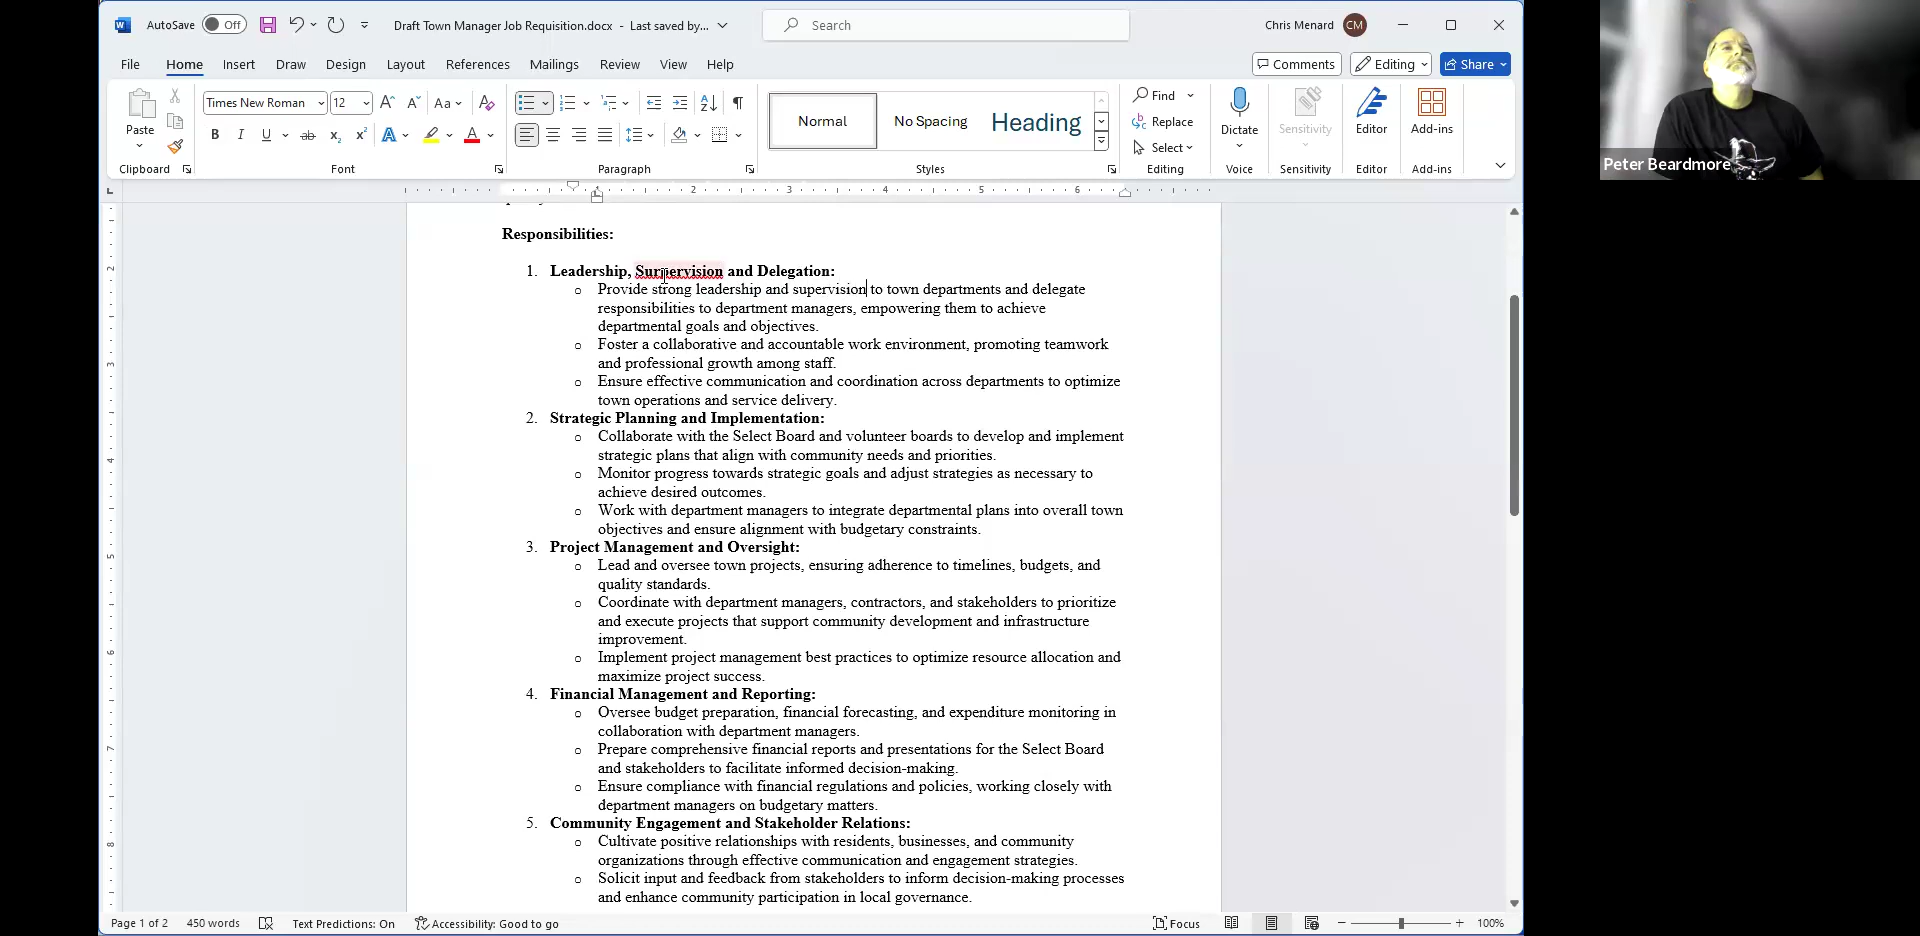 AutoSave Off Draft Town Manager Job Requisition.docx - Last saved by... Search Chris Menard CM
File Home Insert Draw Design Layout References Mailings Review View Help Comments Editing Share
Paste Times New Roman 12 Aa Normal No Spacing Heading Find Replace Select Dictate Sensitivity Editor Add-ins
Clipboard Font Paragraph Styles Editing Voice Sensitivity Editor Add-ins
Peter Beardmore
Responsibilities:
1. Leadership, Surpervision and Delegation:
o Provide strong leadership and supervision to town departments and delegate
responsibilities to department managers, empowering them to achieve
departmental goals and objectives.
o Foster a collaborative and accountable work environment, promoting teamwork
and professional growth among staff.
o Ensure effective communication and coordination across departments to optimize
town operations and service delivery.
2. Strategic Planning and Implementation:
o Collaborate with the Select Board and volunteer boards to develop and implement
strategic plans that align with community needs and priorities.
o Monitor progress towards strategic goals and adjust strategies as necessary to
achieve desired outcomes.
o Work with department managers to integrate departmental plans into overall town
objectives and ensure alignment with budgetary constraints.
3. Project Management and Oversight:
o Lead and oversee town projects, ensuring adherence to timelines, budgets, and
quality standards.
o Coordinate with department managers, contractors, and stakeholders to prioritize
and execute projects that support community development and infrastructure
improvement.
o Implement project management best practices to optimize resource allocation and
maximize project success.
4. Financial Management and Reporting:
o Oversee budget preparation, financial forecasting, and expenditure monitoring in
collaboration with department managers.
o Prepare comprehensive financial reports and presentations for the Select Board
and stakeholders to facilitate informed decision-making.
o Ensure compliance with financial regulations and policies, working closely with
department managers on budgetary matters.
5. Community Engagement and Stakeholder Relations:
o Cultivate positive relationships with residents, businesses, and community
organizations through effective communication and engagement strategies.
o Solicit input and feedback from stakeholders to inform decision-making processes
and enhance community participation in local governance.
Page 1 of 2 450 words Text Predictions: On Accessibility: Good to go Focus 100%